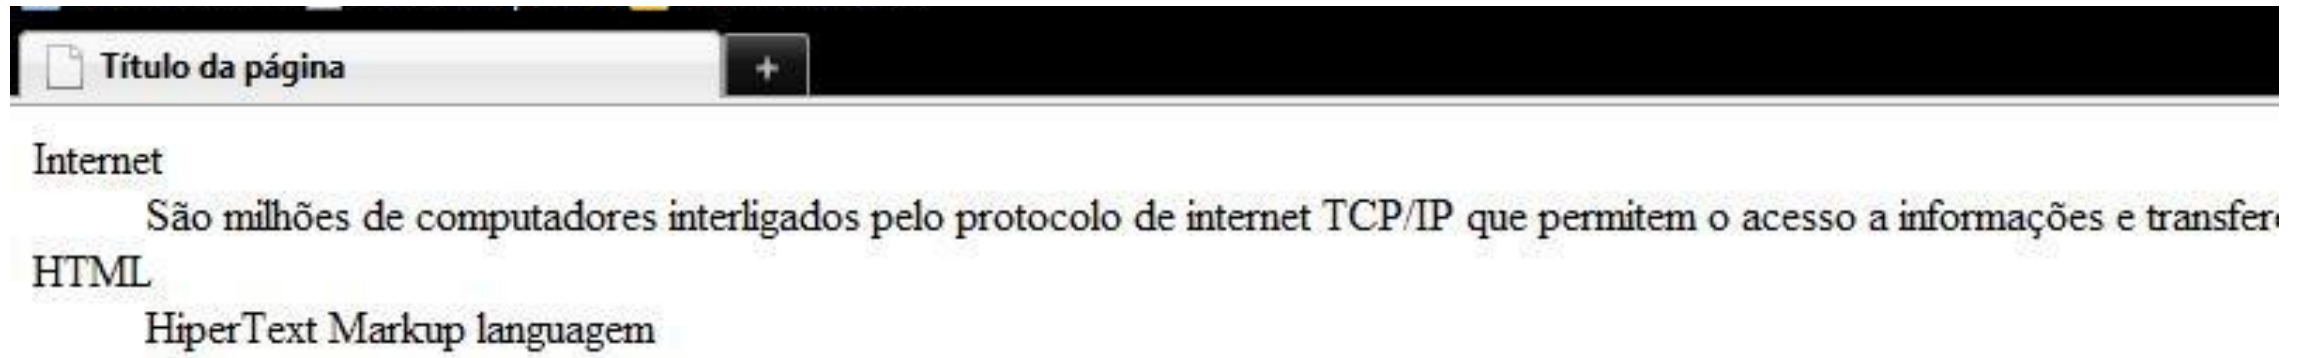 Título da página
+
Internet
São milhões de computadores interligados pelo protocolo de internet TCP/IP que permitem o acesso a informações e
HTML
HiperText Markup languagem